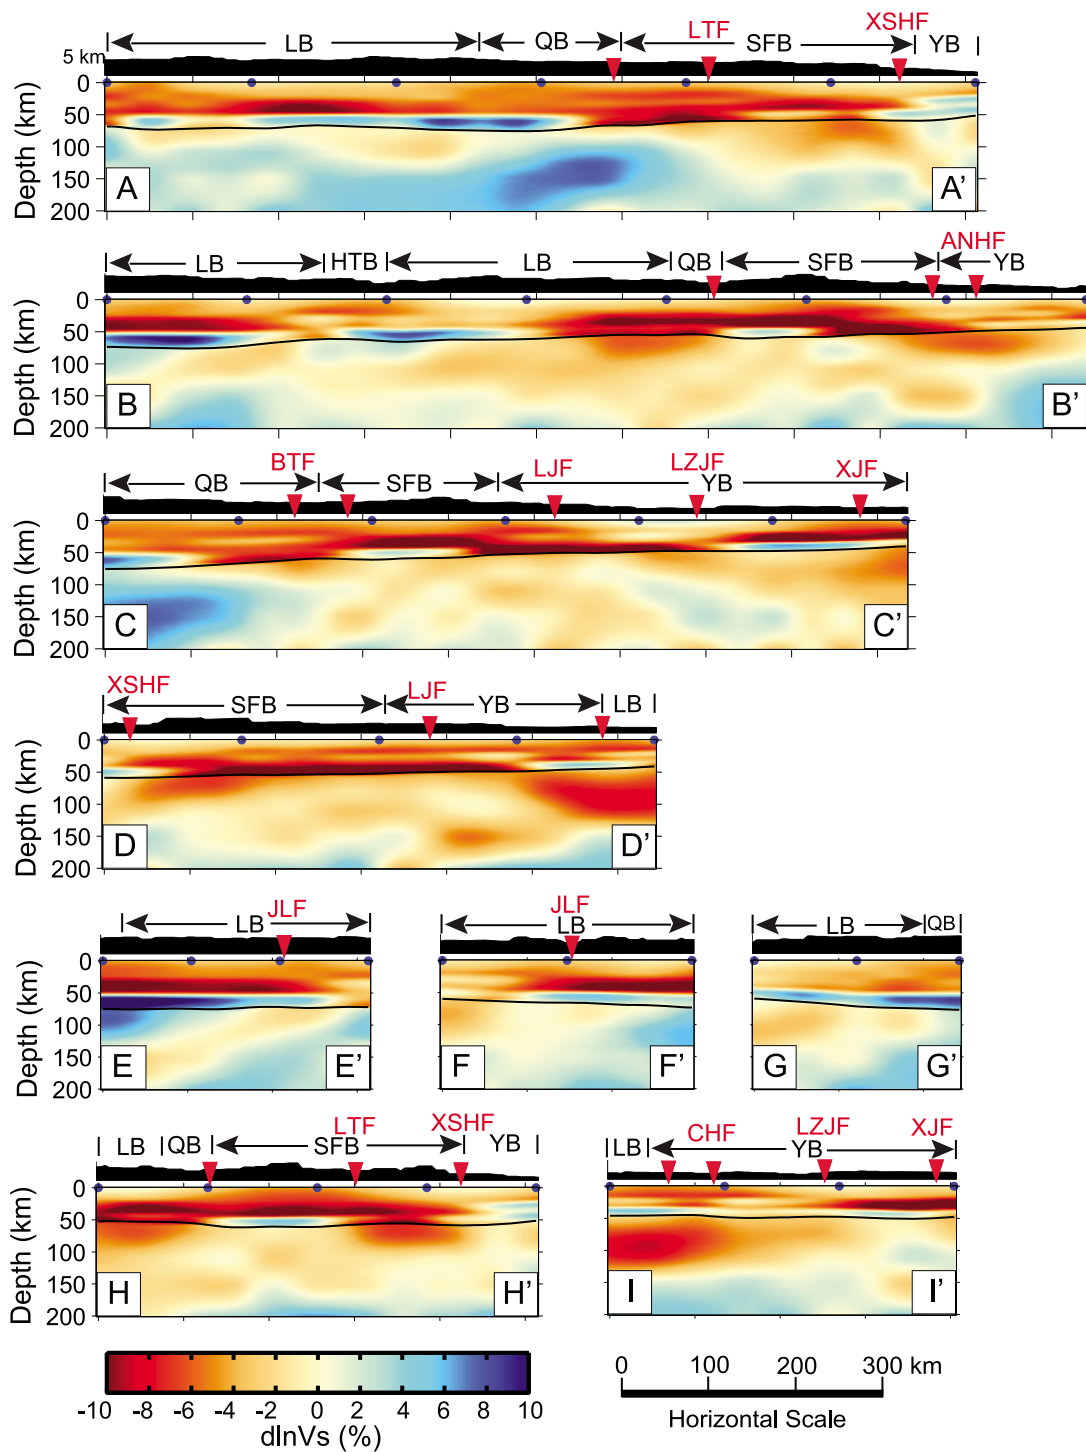 LB QB LTF SFB XSHF YB
5 km
0
50
100
150
200
Depth (km)
A A'
LB HTB LB QB SFB ANHF YB
0
50
100
150
200
Depth (km)
B B'
QB BTF SFB LJF LZJF YB XJF
0
50
100
150
200
Depth (km)
C C'
XSHF SFB LJF YB LB
0
50
100
150
200
Depth (km)
D D'
LB JLF
JLF LB
LB QB
0
50
100
150
200
Depth (km)
E E' F F' G G'
LB QB SFB LTF XSHF YB
LB CHF YB LZJF XJF
0
50
100
150
200
Depth (km)
H H' I I'
-10 -8 -6 -4 -2 0 2 4 6 8 10
dlnVs (%)
0 100 200 300 km
Horizontal Scale